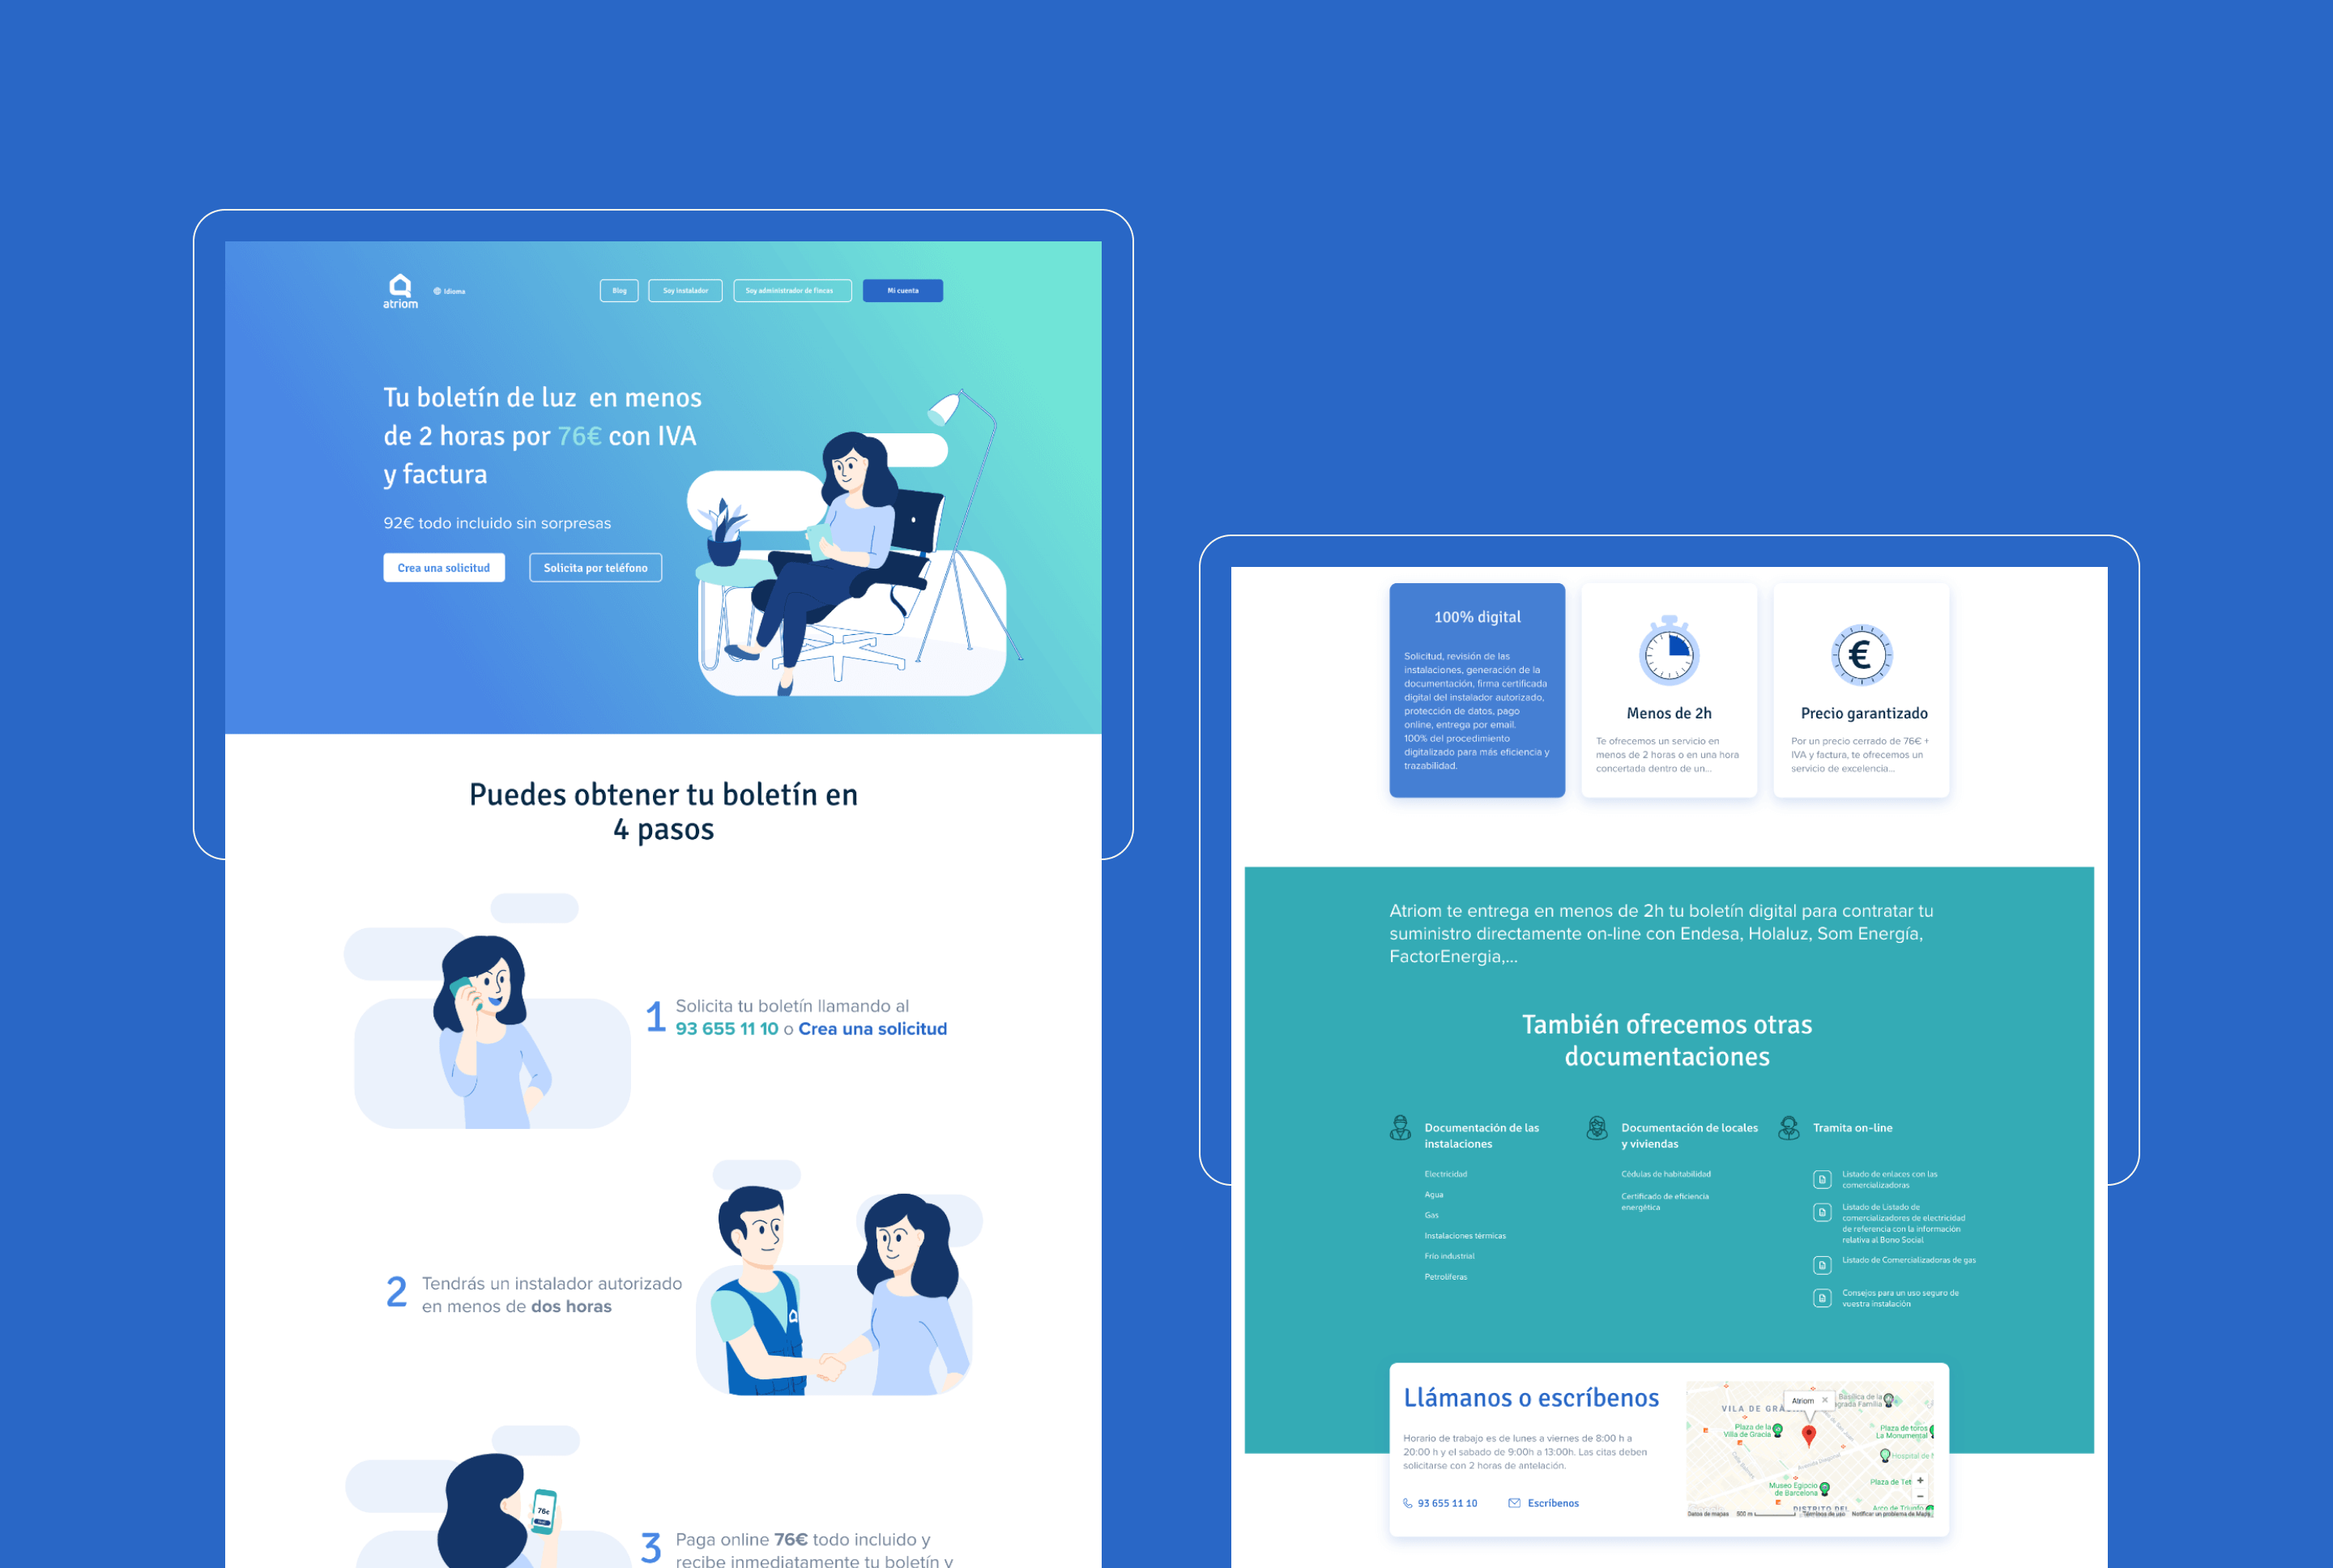 atriom
Idioma
Blog
Soy instalador
Soy administrador de fincas
Mi cuenta
Tu boletín de luz en menos
de 2 horas por 76€ con IVA
y factura
92€ todo incluido sin sorpresas
Crea una solicitud
Solicita por teléfono
Puedes obtener tu boletín en
4 pasos
1 Solicita tu boletín llamando al
93 655 11 10 o Crea una solicitud
2 Tendrás un instalador autorizado
en menos de dos horas
76€
3 Paga online 76€ todo incluido y
recibe inmediatamente tu boletín y
100% digital
Solicitud, revisión de las
instalaciones, generación de la
documentación, firma certificada
digital del instalador autorizado,
protección de datos, pago
online, entrega por email.
100% del procedimiento
digitalizado para más eficiencia y
trazabilidad.
Menos de 2h
Te ofrecemos un servicio en
menos de 2 horas o en una hora
concertada dentro de un...
€
Precio garantizado
Por un precio cerrado de 76€ +
IVA y factura, te ofrecemos un
servicio de excelencia...
Atriom te entrega en menos de 2h tu boletín digital para contratar tu
suministro directamente on-line con Endesa, Holaluz, Som Energía,
FactorEnergia,...
También ofrecemos otras
documentaciones
Documentación de las
instalaciones
Electricidad
Agua
Gas
Instalaciones térmicas
Frío industrial
Petrolíferas
Documentación de locales
y viviendas
Cédulas de habitabilidad
Certificado de eficiencia
energética
Tramita on-line
Listado de enlaces con las
comercializadoras
Listado de Listado de
comercializadores de electricidad
de referencia con la información
relativa al Bono Social
Listado de Comercializadoras de gas
Consejos para un uso seguro de
vuestra instalación
Llámanos o escríbenos
Horario de trabajo es de lunes a viernes de 8:00 h a
20:00 h y el sabado de 9:00h a 13:00h. Las citas deben
solicitarse con 2 horas de antelación.
93 655 11 10
Escríbenos
Atriom
Basílica de la
agrada Família
VILA DE GRÀ
Plaza de la
Villa de Gracia
Plaza de toros
La Monumental
Hospital de
Avenida Diagonal
Museo Egipcio
de Barcelona
Plaza de Tet
DISTRITO DEL
Arco de Triunfo
Datos de mapas
500 m
Términos de uso
Notificar un problema de Maps